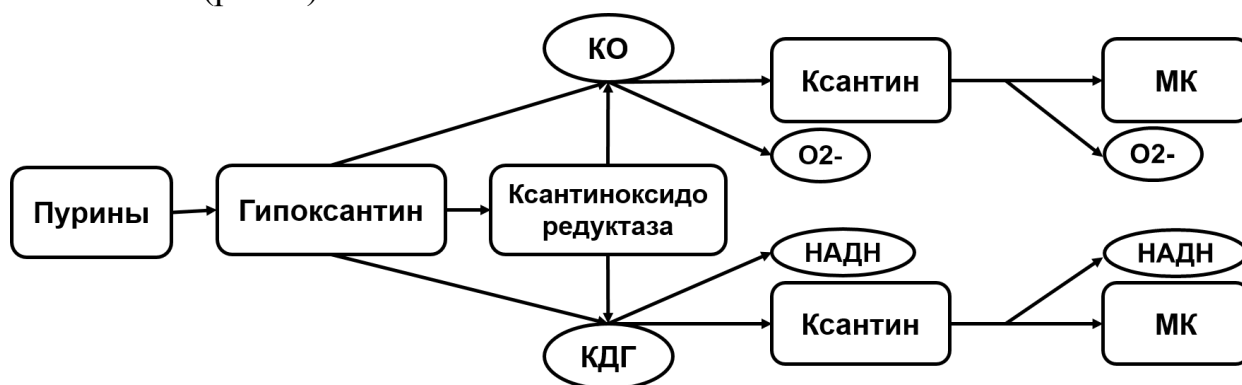 КО
Ксантин
МК
О2-
О2-
Пурины
Гипоксантин
Ксантиноксидо
редуктаза
НАДН
НАДН
Ксантин
МК
КДГ